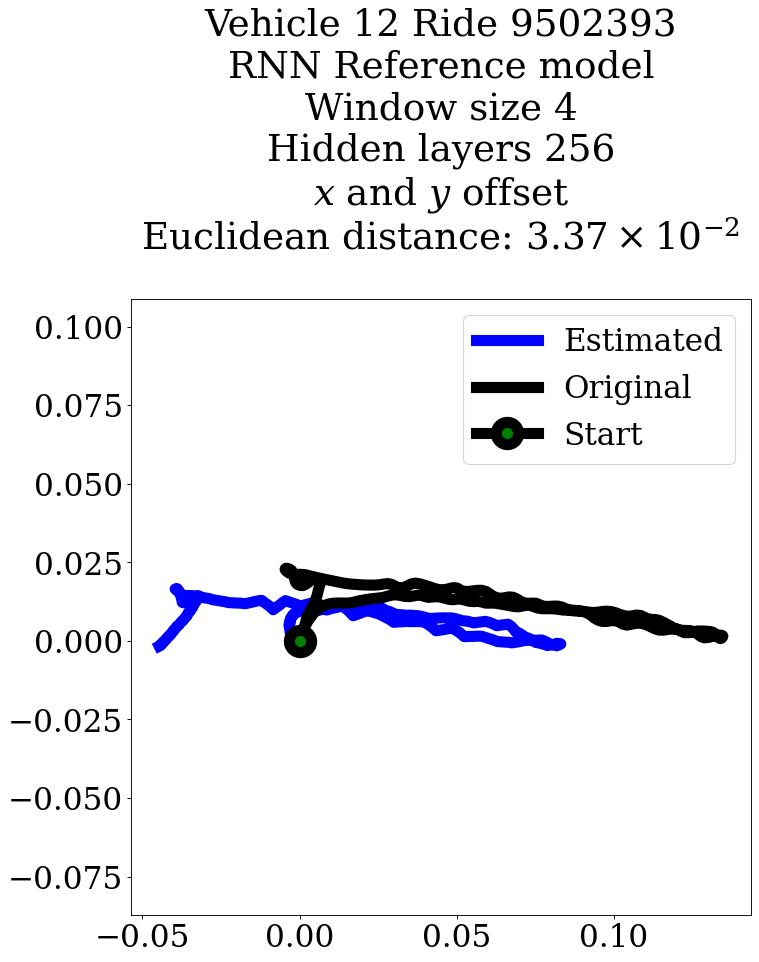 Vehicle 12 Ride 9502393
RNN Reference model
Window size 4
Hidden layers 256
x and y offset
Euclidean distance: 3.37 × 10⁻²
Estimated
Original
Start
0.100
0.075
0.050
0.025
0.000
−0.025
−0.050
−0.075
−0.05
0.00
0.05
0.10